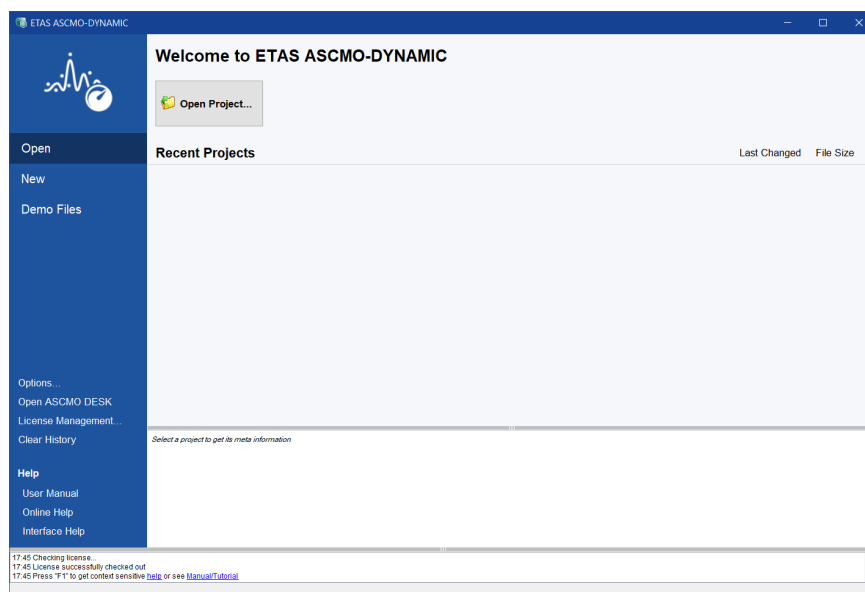 ETAS ASCMO-DYNAMIC
Welcome to ETAS ASCMO-DYNAMIC
Open Project...
Open
Recent Projects Last Changed File Size
New
Demo Files
Options...
Open ASCMO DESK
License Management...
Clear History
Select a project to get its meta information
Help
User Manual
Online Help
Interface Help
17:45 Checking license...
17:45 License successfully checked out
17:45 Press "F1" to get context sensitive help or see Manual/Tutorial